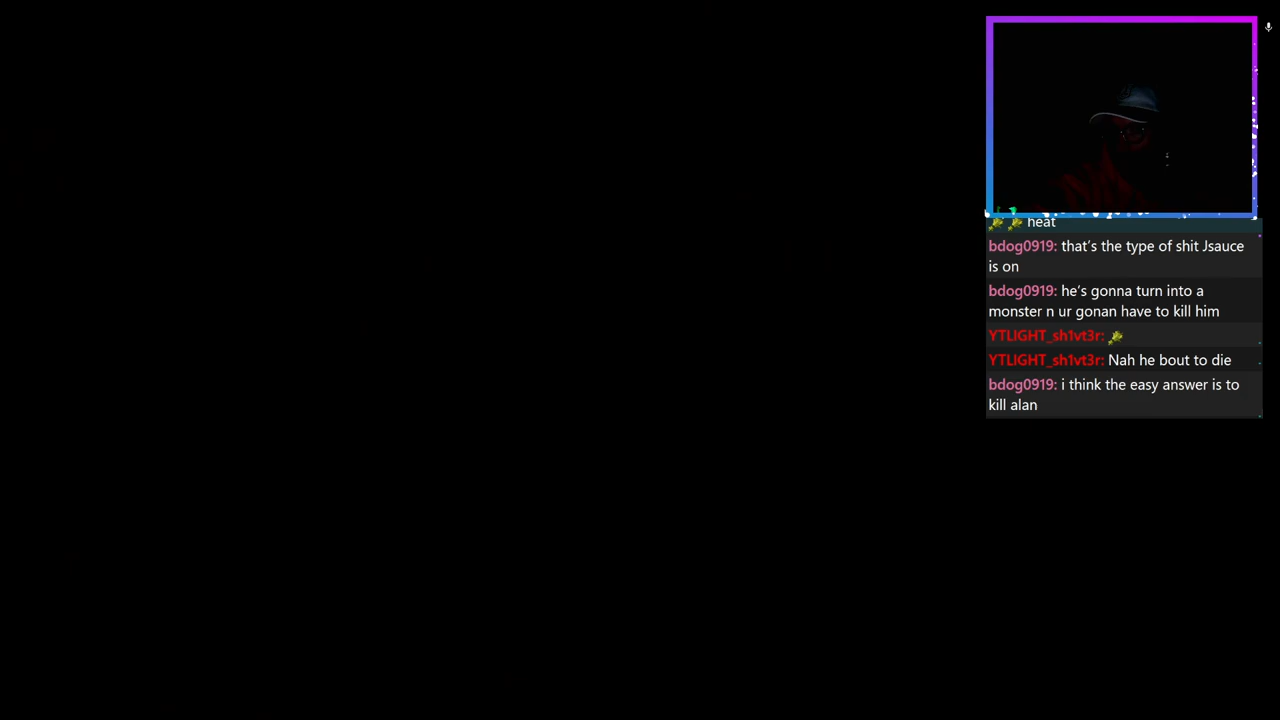 heat
bdog0919: that's the type of shit Jsauce
is on
bdog0919: he's gonna turn into a
monster n ur gonan have to kill him
YTLIGHT_sh1vt3r:
YTLIGHT_sh1vt3r: Nah he bout to die
bdog0919: i think the easy answer is to
kill alan